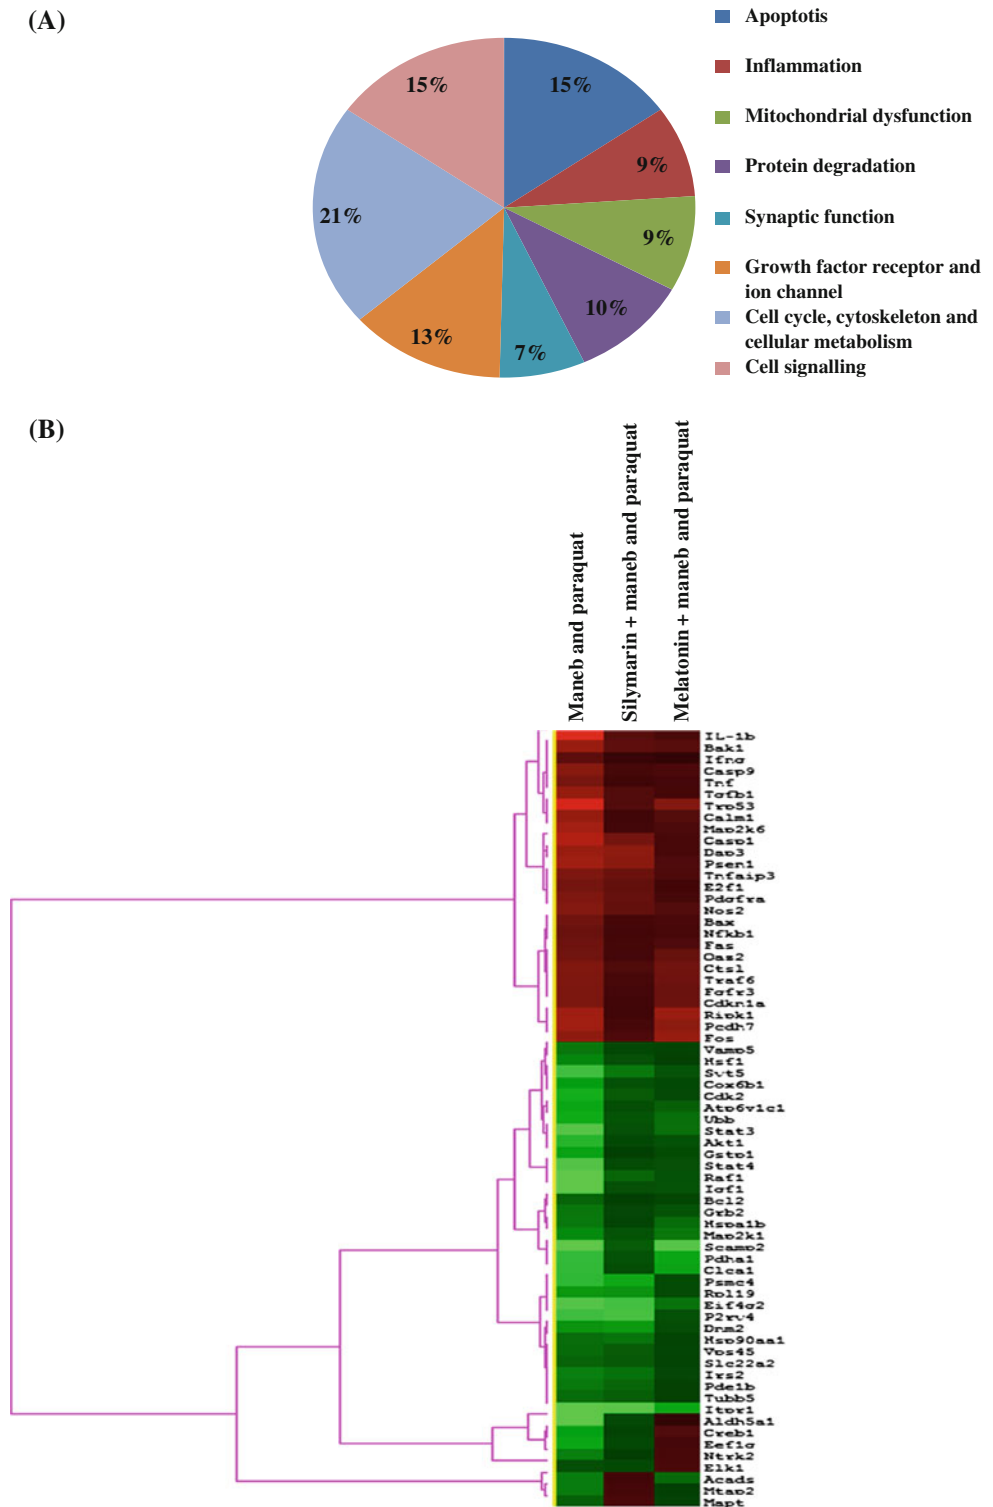 (A)
Apoptotis
Inflammation
Mitochondrial dysfunction
Protein degradation
Synaptic function
Growth factor receptor and
ion channel
Cell cycle, cytoskeleton and
cellular metabolism
Cell signalling
15%
15%
9%
9%
10%
7%
13%
21%
(B)
Maneb and paraquat
Silymarin + maneb and paraquat
Melatonin + maneb and paraquat
IL-1b
Bak1
Ifng
Casp9
Tnf
Tgfb1
Trp53
Calm1
Map2k6
Casp1
Dap3
Psen1
Tnfaip3
E2f1
Pdgfra
Nos2
Bax
Nfkb1
Fas
Oas2
Ctsl
Traf6
Fgfr3
Cdkn1a
Ripk1
Pcdh7
Fos
Vamp5
Hsf1
Syt5
Cox6b1
Cdk2
Atp6v1c1
Ubb
Stat3
Akt1
Gstp1
Stat4
Raf1
Igf1
Bcl2
Grb2
Hspa1b
Map2k1
Scamp2
Pdha1
Clca1
Psmc4
Rpl19
Eif4g2
P2ry4
Dnm2
Hsp90aa1
Vps45
Slc22a2
Irs2
Pde1b
Tubb5
Itpr1
Aldh5a1
Creb1
Eef1g
Ntrk2
Elk1
Acads
Mtap2
Mapt